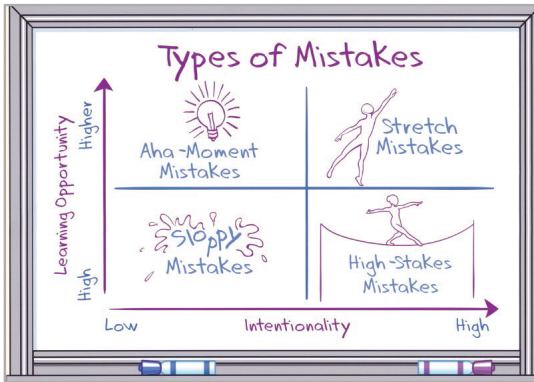 Types of Mistakes
Learning Opportunity
Higher
High
Aha-Moment
Mistakes
Stretch
Mistakes
Sloppy
Mistakes
High-Stakes
Mistakes
Low
Intentionality
High